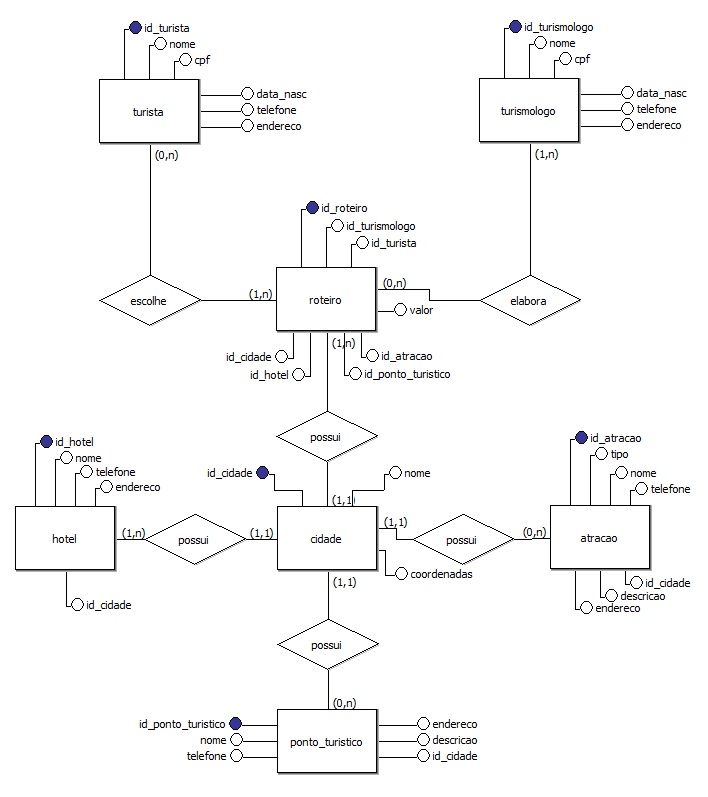 id_turista
nome
cpf
turista
data_nasc
telefone
endereco
(0,n)
id_turismologo
nome
cpf
turismologo
data_nasc
telefone
endereco
(1,n)
id_roteiro
id_turismologo
id_turista
escolhe
(1,n)
roteiro
(0,n)
elabora
valor
(1,n)
id_cidade
id_hotel
id_atracao
id_ponto_turistico
possui
id_hotel
nome
telefone
endereco
hotel
id_cidade
(1,n)
possui
(1,1)
id_cidade
nome
(1,1)
cidade
(1,1)
coordenadas
(1,1)
possui
(0,n)
id_atracao
tipo
nome
telefone
atracao
id_cidade
descricao
endereco
possui
(0,n)
id_ponto_turistico
nome
telefone
ponto_turistico
endereco
descricao
id_cidade